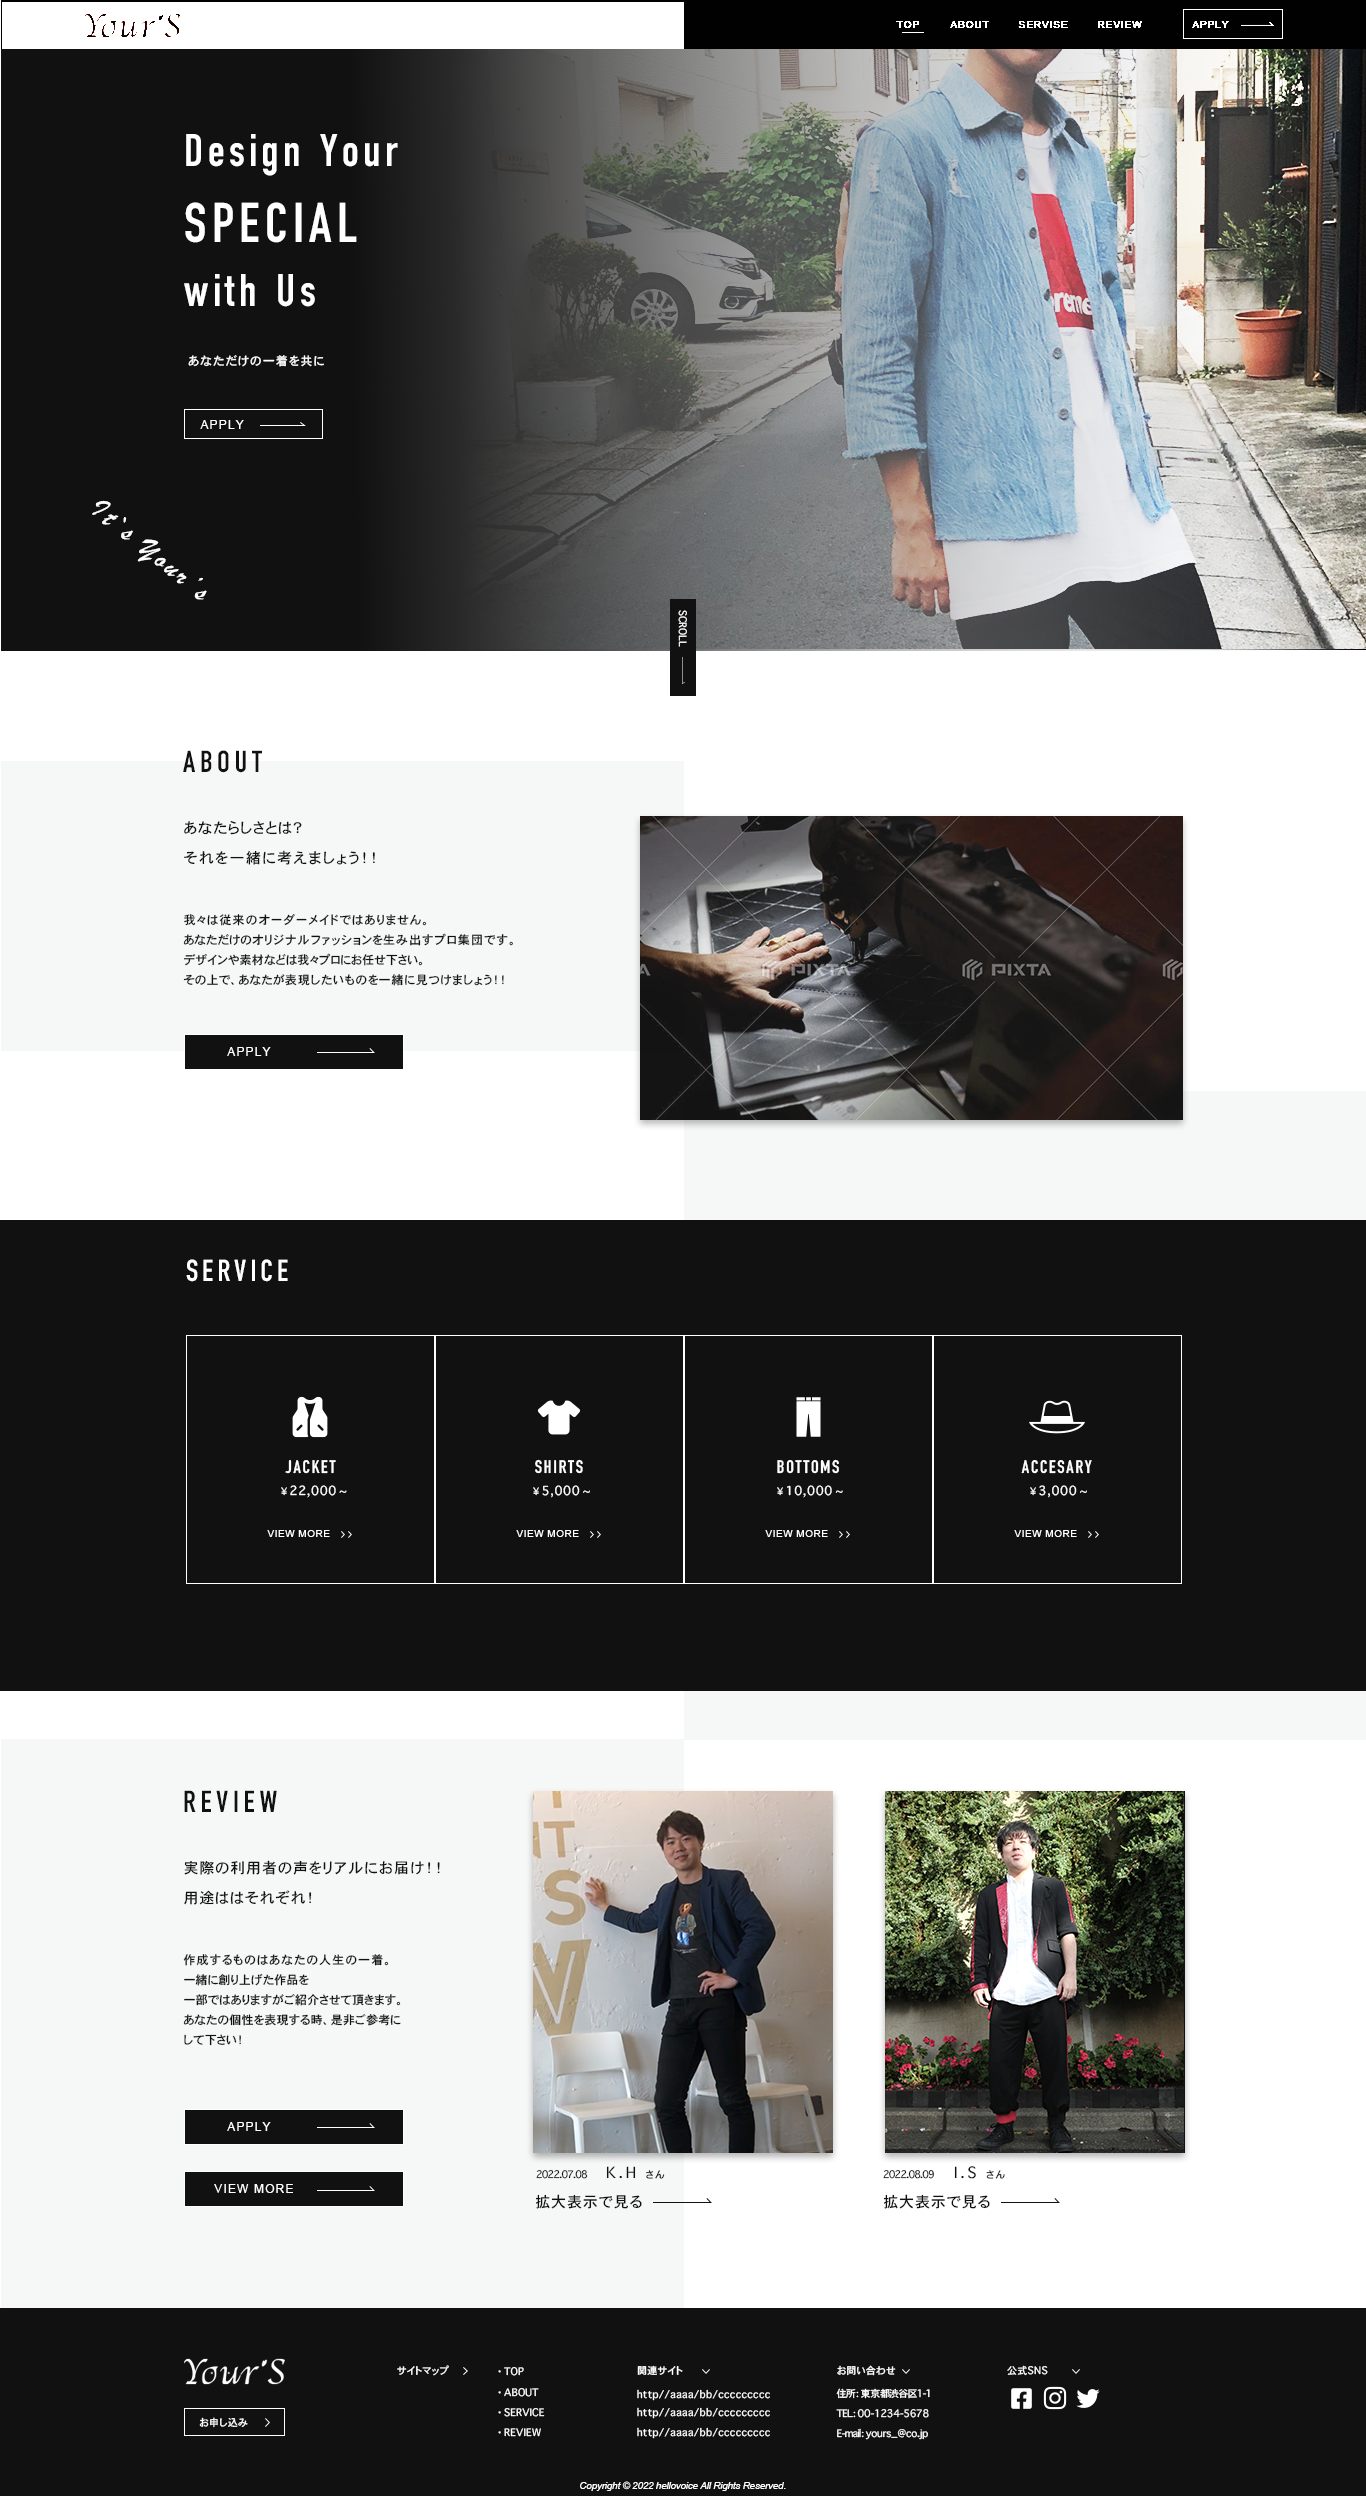 Your'S
TOP ABOUT SERVISE REVIEW APPLY
Design Your
SPECIAL
with Us
あなただけの一着を共に
APPLY
It's Your's
SCROLL
ABOUT
あなたらしさとは?
それを一緒に考えましょう!!
我々は従来のオーダーメイドではありません。
あなただけのオリジナルファッションを生み出すプロ集団です。
デザインや素材などは我々プロにお任せ下さい。
その上で、あなたが表現したいものを一緒に見つけましょう!!
APPLY
PIXTA PIXTA
SERVICE
JACKET
¥22,000~
VIEW MORE
SHIRTS
¥5,000~
VIEW MORE
BOTTOMS
¥10,000~
VIEW MORE
ACCESARY
¥3,000~
VIEW MORE
REVIEW
実際の利用者の声をリアルにお届け!!
用途ははそれぞれ!
作成するものはあなたの人生の一着。
一緒に創り上げた作品を
一部ではありますがご紹介させて頂きます。
あなたの個性を表現する時、是非ご参考に
して下さい!
APPLY
VIEW MORE
2022.07.08 K.H さん
拡大表示で見る
2022.08.09 I.S さん
拡大表示で見る
Your'S
お申し込み
サイトマップ
・TOP
・ABOUT
・SERVICE
・REVIEW
関連サイト
http//aaaa/bb/ccccccccc
http//aaaa/bb/ccccccccc
http//aaaa/bb/ccccccccc
お問い合わせ
住所: 東京都渋谷区1-1
TEL: 00-1234-5678
E-mail: yours_@co.jp
公式SNS
Copyright © 2022 hellovoice All Rights Reserved.